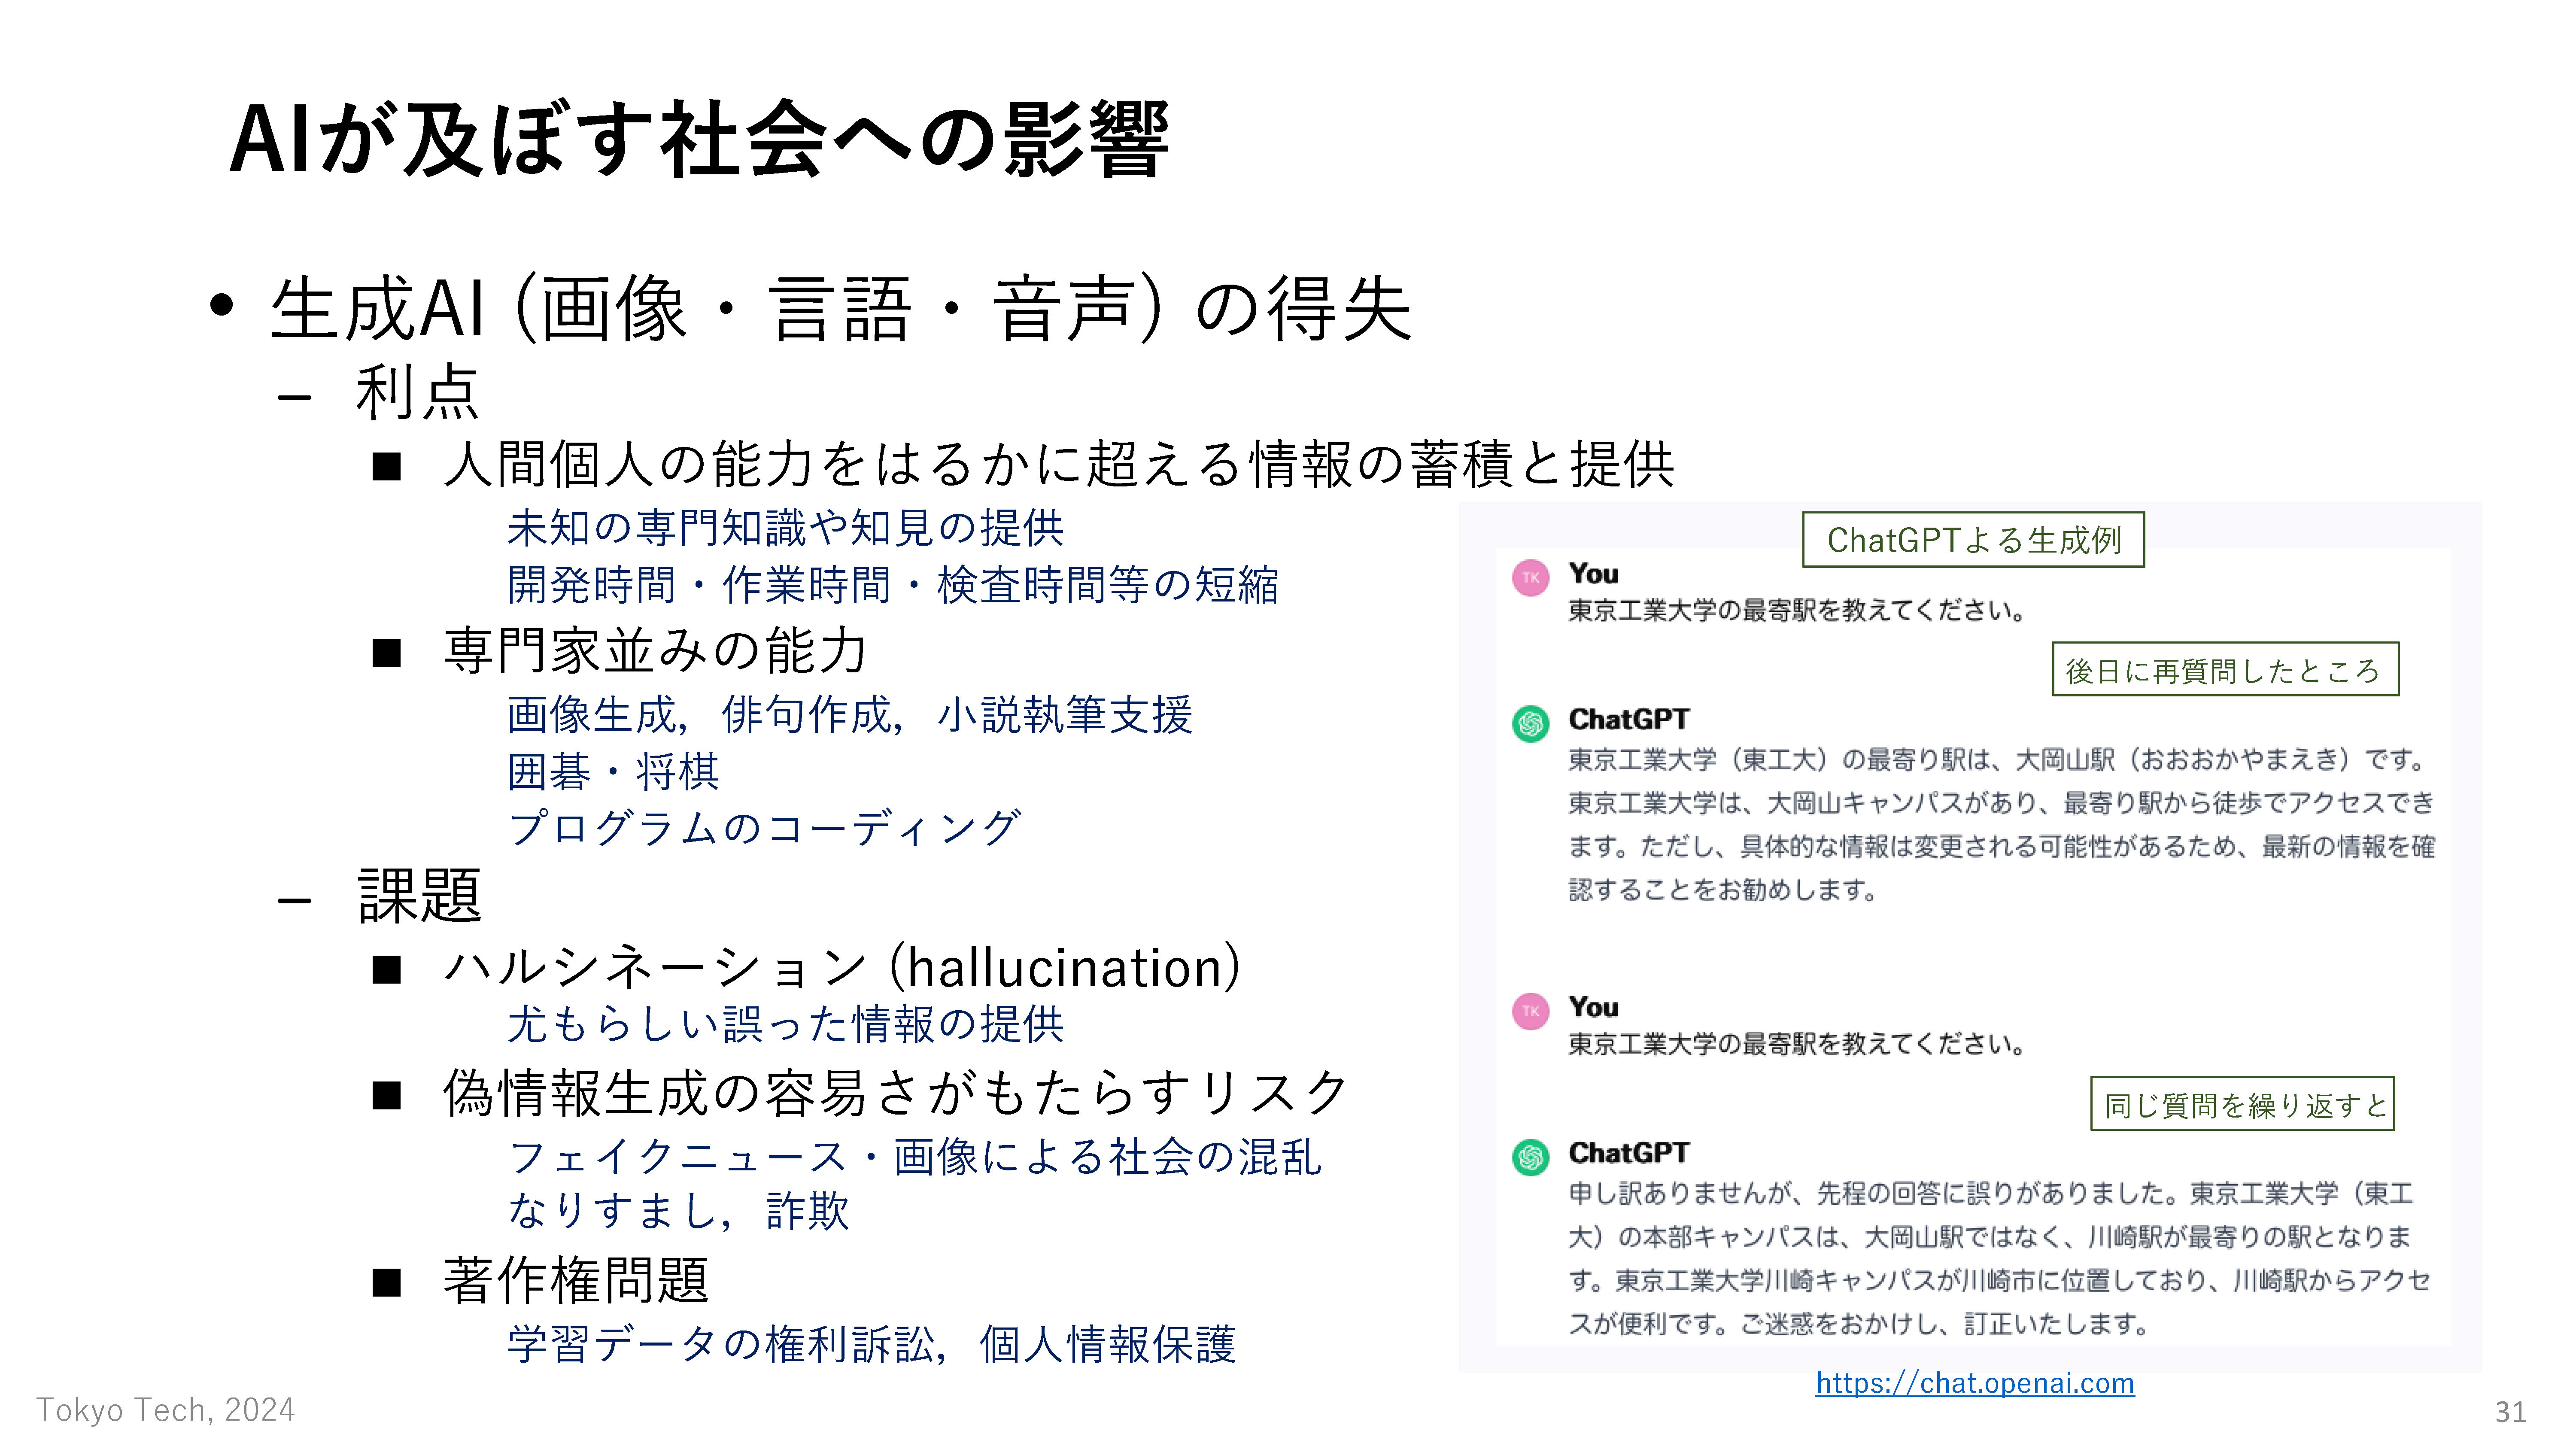 AIが及ぼす社会への影響
• 生成AI (画像・言語・音声) の得失
– 利点
■ 人間個人の能力をはるかに超える情報の蓄積と提供
未知の専門知識や知見の提供
開発時間・作業時間・検査時間等の短縮
■ 専門家並みの能力
画像生成，俳句作成，小説執筆支援
囲碁・将棋
プログラムのコーディング
– 課題
■ ハルシネーション (hallucination)
尤もらしい誤った情報の提供
■ 偽情報生成の容易さがもたらすリスク
フェイクニュース・画像による社会の混乱
なりすまし，詐欺
■ 著作権問題
学習データの権利訴訟，個人情報保護
ChatGPTよる生成例
TK You
東京工業大学の最寄駅を教えてください。
後日に再質問したところ
ChatGPT
東京工業大学（東工大）の最寄り駅は、大岡山駅（おおおかやまえき）です。
東京工業大学は、大岡山キャンパスがあり、最寄り駅から徒歩でアクセスでき
ます。ただし、具体的な情報は変更される可能性があるため、最新の情報を確
認することをお勧めします。
TK You
東京工業大学の最寄駅を教えてください。
同じ質問を繰り返すと
ChatGPT
申し訳ありませんが、先程の回答に誤りがありました。東京工業大学（東工
大）の本部キャンパスは、大岡山駅ではなく、川崎駅が最寄りの駅となりま
す。東京工業大学川崎キャンパスが川崎市に位置しており、川崎駅からアクセ
スが便利です。ご迷惑をおかけし、訂正いたします。
https://chat.openai.com
Tokyo Tech, 2024
31